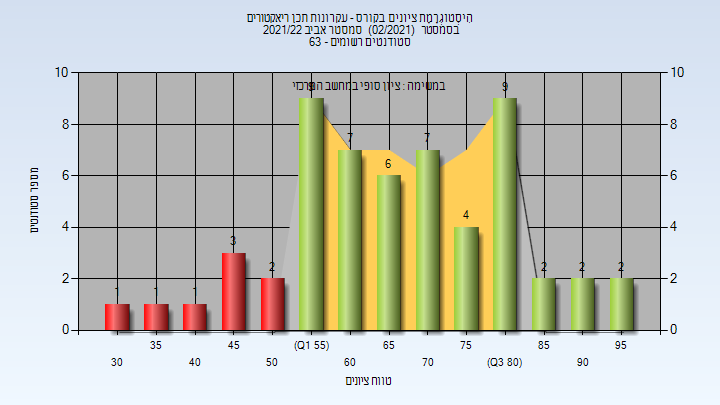 היסטוגרמת ציונים בקורס - עקרונות תכן ריאקטורים
בסמסטר (02/2021) סמסטר אביב 2021/22
סטודנטים רשומים - 63
במשימה : ציון סופי במחשב המרכזי
מספר סטודנטים
10 10
8 8
6 6
4 4
2 2
0 0
1 1 1 3 2 9 7 6 7 4 9 2 2 2
35 45 (Q1 55) 65 75 85 95
30 40 50 60 70 (Q3 80) 90
טווח ציונים